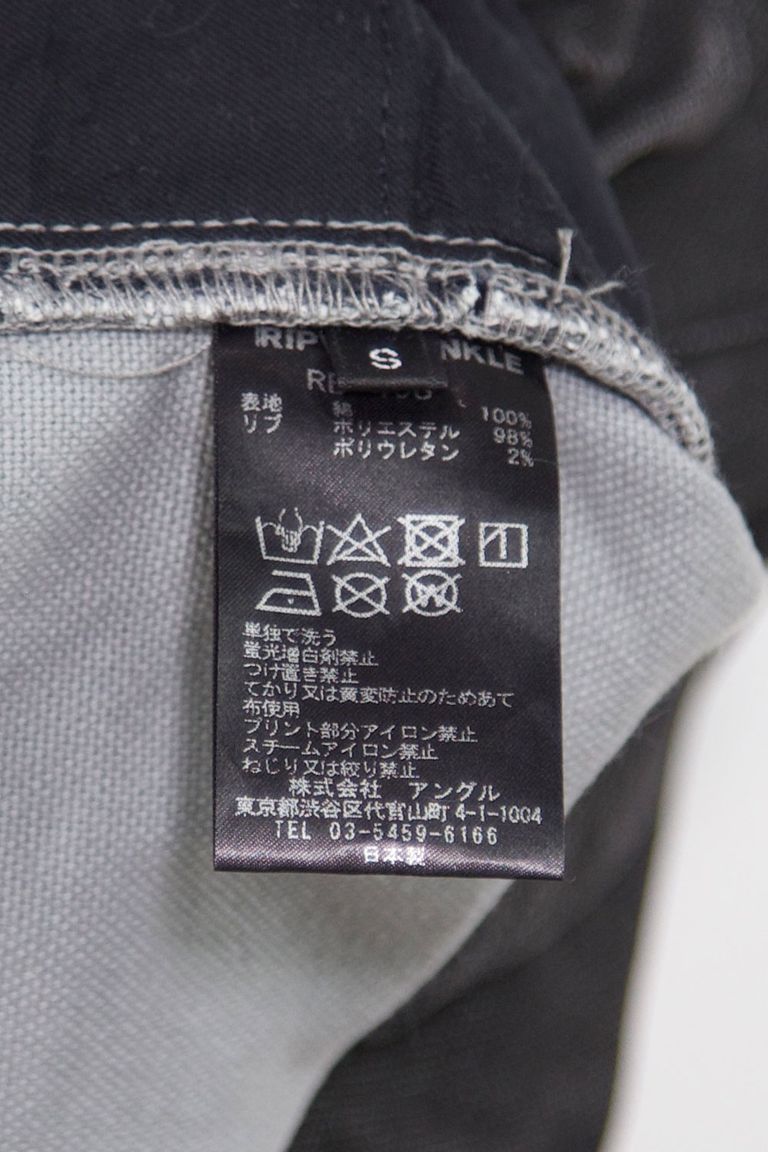 S
NKLE
表地 綿 100%
リブ ポリエステル 98%
ポリウレタン 2%
単独で洗う
蛍光増白剤禁止
つけ置き禁止
てかり又は黄変防止のためあて
布使用
プリント部分アイロン禁止
スチームアイロン禁止
ねじり又は絞り禁止
株式会社 アングル
東京都渋谷区代官山町4-1-1004
TEL 03-5459-6166
日本製